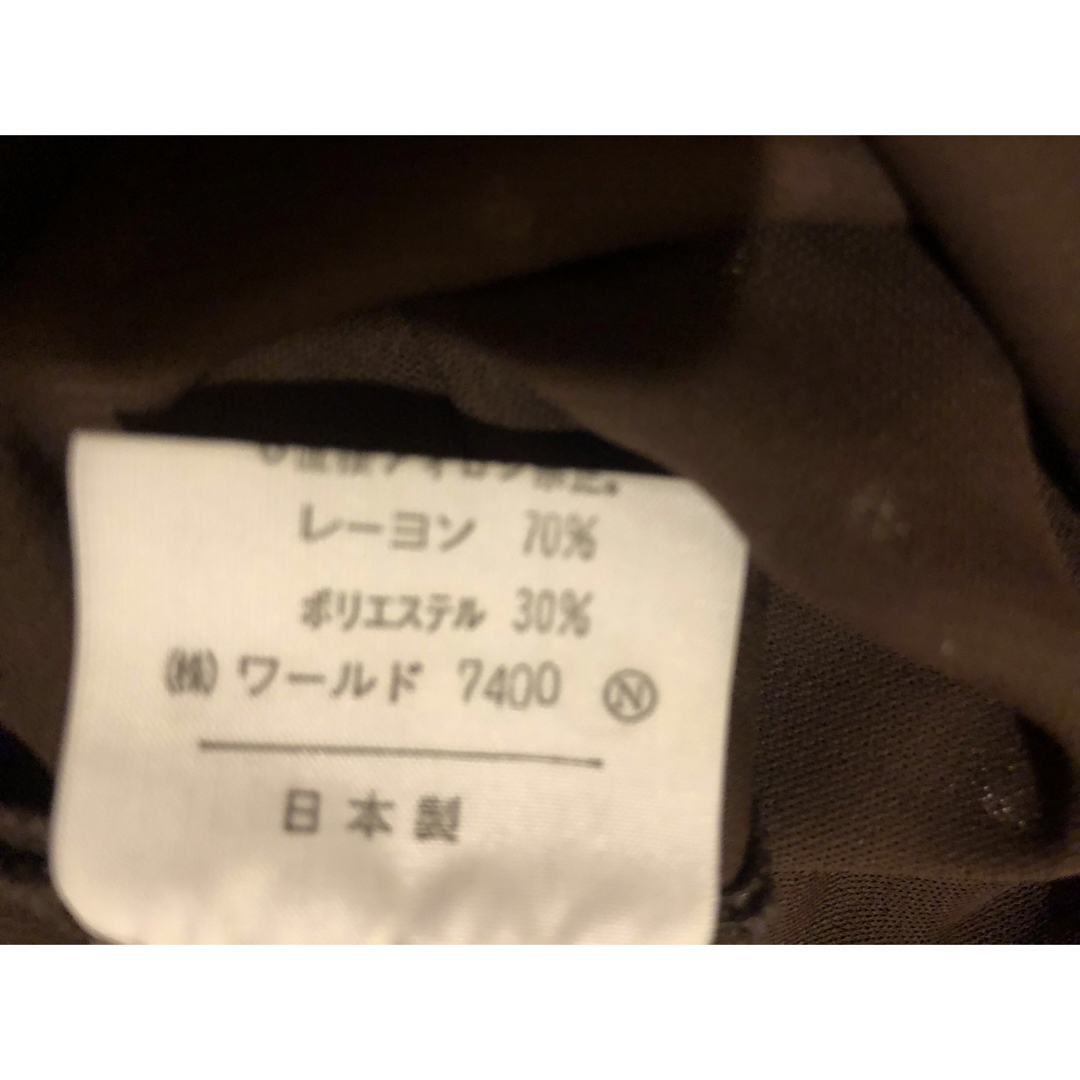 レーヨン 70%
ポリエステル 30%
㈱ワールド 7400 Ⓝ
日本製